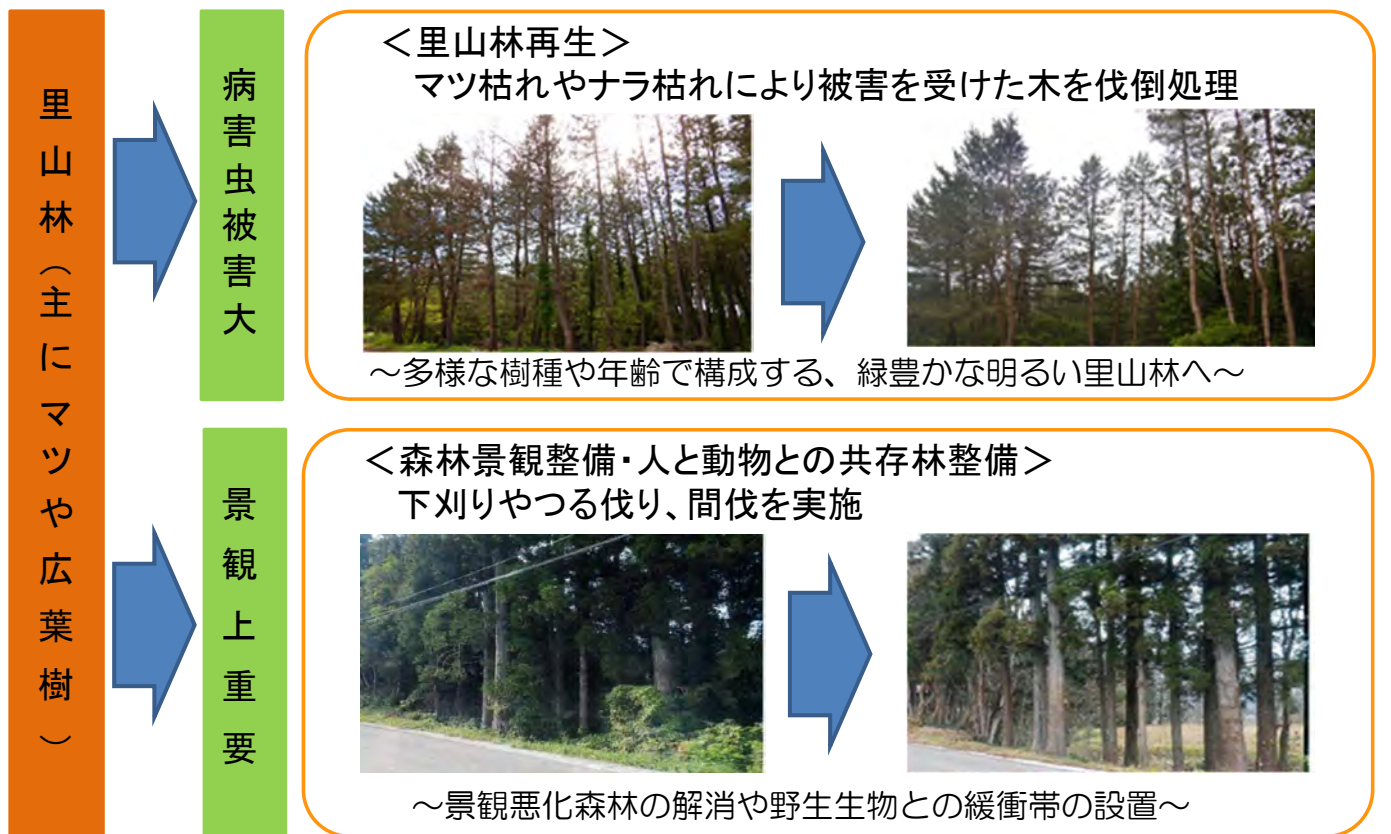 里山林（主にマツや広葉樹）
病害虫被害大
＜里山林再生＞
マツ枯れやナラ枯れにより被害を受けた木を伐倒処理
～多様な樹種や年齢で構成する、緑豊かな明るい里山林へ～
景観上重要
＜森林景観整備・人と動物との共存林整備＞
下刈りやつる伐り、間伐を実施
～景観悪化森林の解消や野生生物との緩衝帯の設置～